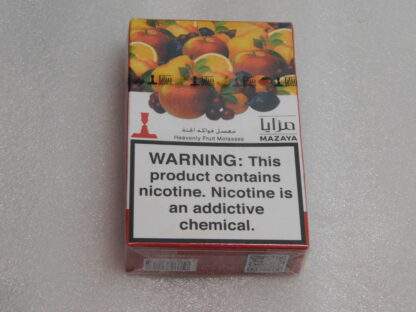 معسل فواكه الجنة
Heavenly Fruit Molasses
مزايا
MAZAYA
WARNING: This
product contains
nicotine. Nicotine is
an addictive
chemical.